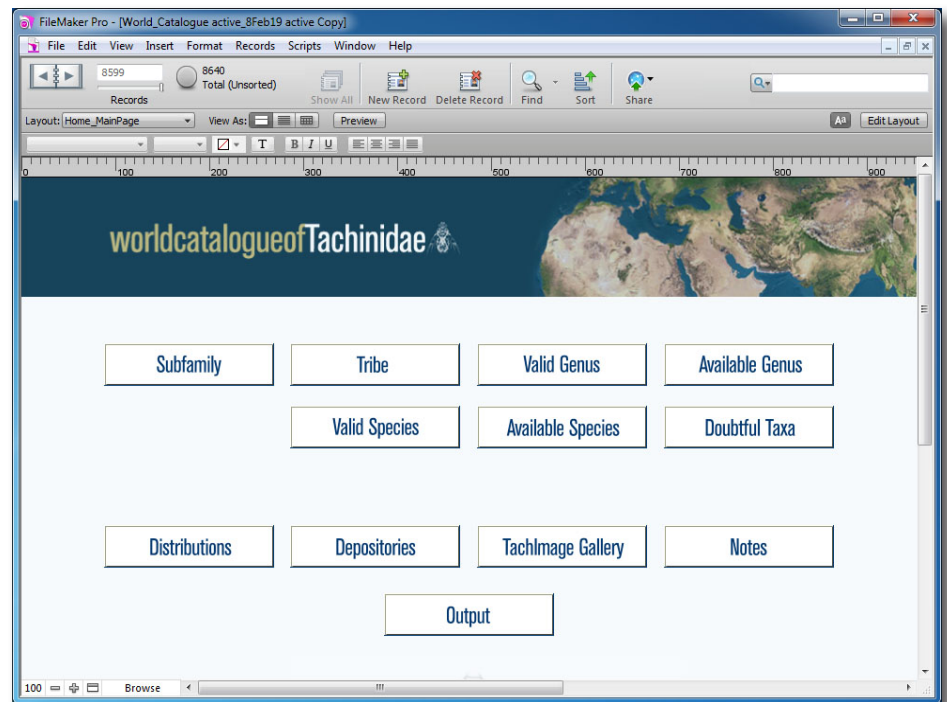 FileMaker Pro - [World_Catalogue active_8Feb19 active Copy]
File Edit View Insert Format Records Scripts Window Help
8599
8640
Total (Unsorted)
Records
Show All New Record Delete Record Find Sort Share
Layout: Home_MainPage View As: Preview Aa Edit Layout
T B I U
0 100 200 300 400 500 600 700 800 900
worldcatalogueofTachinidae
Subfamily Tribe Valid Genus Available Genus
Valid Species Available Species Doubtful Taxa
Distributions Depositories TachImage Gallery Notes
Output
100 Browse